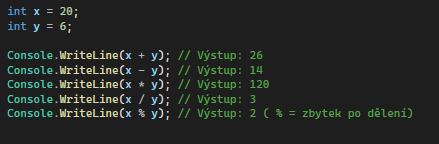 int x = 20;
int y = 6;
Console.WriteLine(x + y); // Výstup: 26
Console.WriteLine(x - y); // Výstup: 14
Console.WriteLine(x * y); // Výstup: 120
Console.WriteLine(x / y); // Výstup: 3
Console.WriteLine(x % y); // Výstup: 2 ( % = zbytek po dělení)